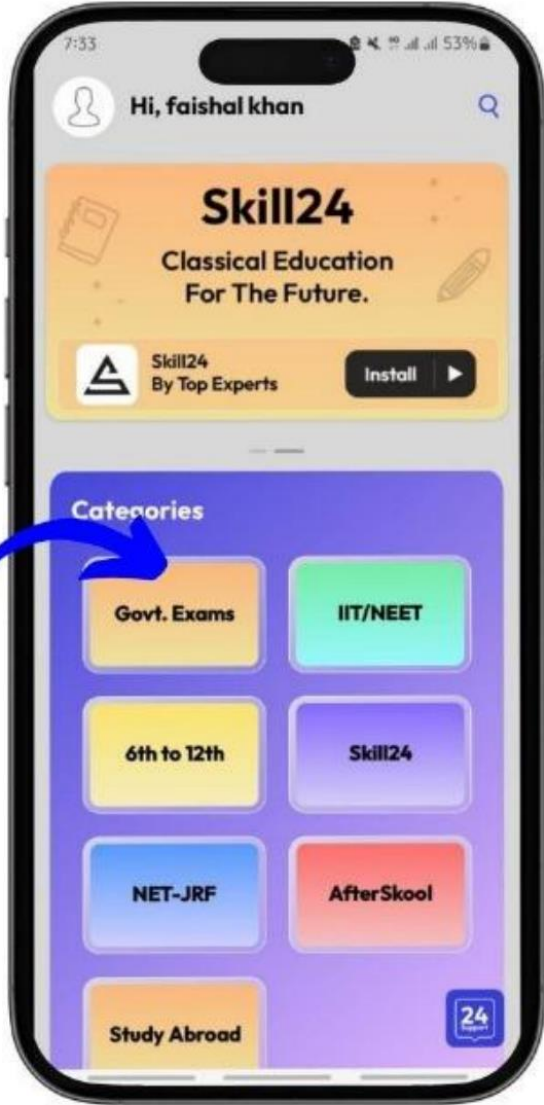 7:33
53%
Hi, faishal khan
Skill24
Classical Education
For The Future.
Skill24
By Top Experts
Install
Categories
Govt. Exams
IIT/NEET
6th to 12th
Skill24
NET-JRF
AfterSkool
Study Abroad
24
Support